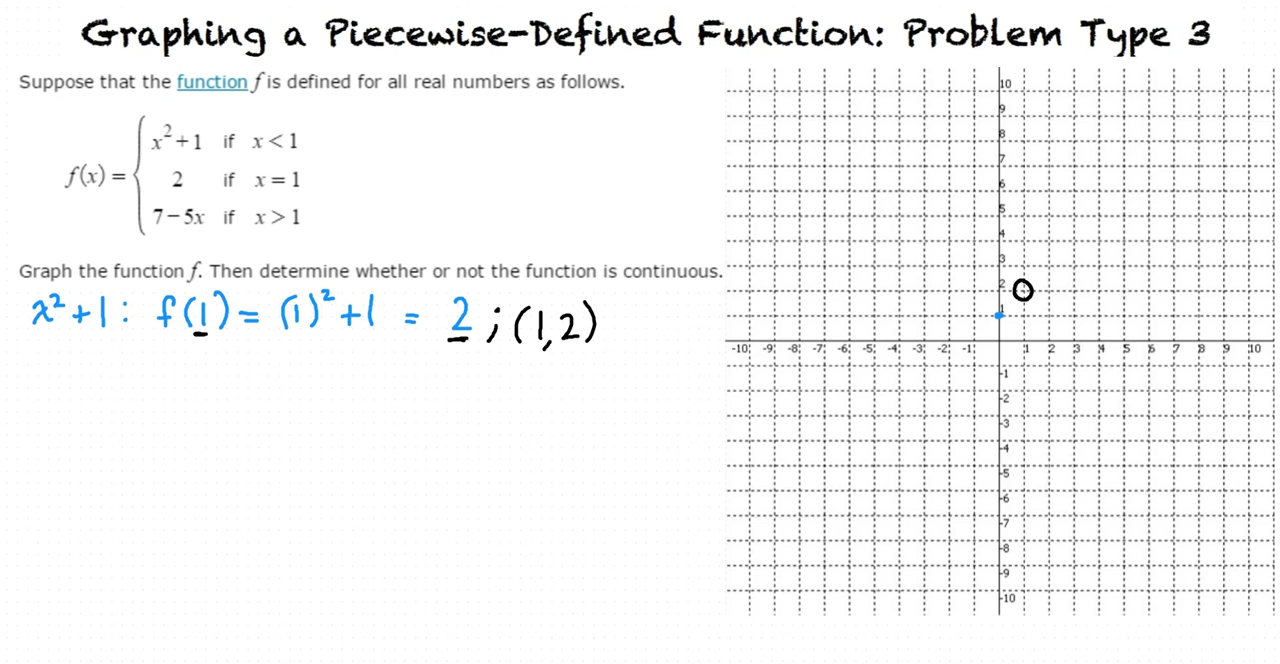 Graphing a Piecewise-Defined Function: Problem Type 3
Suppose that the function f is defined for all real numbers as follows.
x²+1 if x<1
f(x) = { 2 if x=1
7−5x if x>1
Graph the function f. Then determine whether or not the function is continuous.
x²+1 : f(1) = (1)²+1 = 2 ; (1,2)
10
9
8
7
6
5
4
3
2
1
-10 -9 -8 -7 -6 -5 -4 -3 -2 -1 1 2 3 4 5 6 7 8 9 10
-1
-2
-3
-4
-5
-6
-7
-8
-9
-10